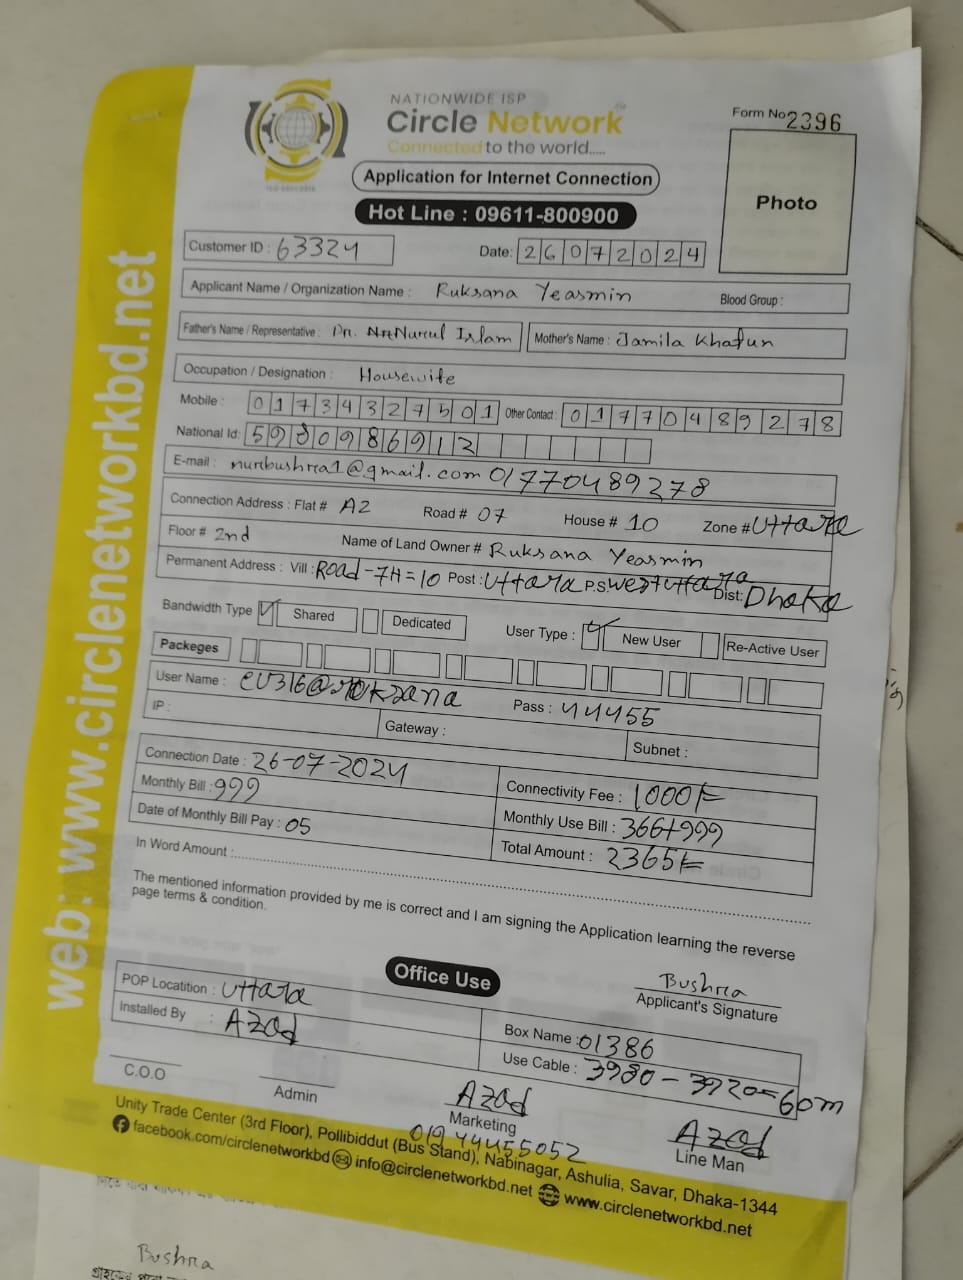 NATIONWIDE ISP
Circle Network
Connected to the world.....
Form No 2396
Application for Internet Connection
Hot Line : 09611-800900
Photo
Customer ID : 63324
Date: 26072024
Applicant Name / Organization Name : Ruksana Yeasmin Blood Group :
Father's Name / Representative : Nurul Islam Mother's Name : Jamila Khatun
Occupation / Designation : Housewife
Mobile : 01734327501 Other Contact : 01770489278
National Id: 5980986912
E-mail : nurebushra1@gmail.com 01770489278
Connection Address : Flat # A2 Road # 07 House # 10 Zone # Uttara
Floor # 2nd Name of Land Owner # Ruksana Yeasmin
Permanent Address : Vill : Road-7H=10 Post : Uttara P.S. West Uttara Dist: Dhaka
Bandwidth Type Shared Dedicated User Type : New User Re-Active User
Packeges
User Name : Pass : 44455
IP : Gateway : Subnet :
Connection Date : 26-07-2024 Connectivity Fee : 1000/=
Monthly Bill : 999 Monthly Use Bill : 366+999
Date of Monthly Bill Pay : 05 Total Amount : 2365/=
In Word Amount :
The mentioned information provided by me is correct and I am signing the Application learning the reverse
page terms & condition.
Office Use
Bushra
Applicant's Signature
POP Locatition : Uttara Box Name : 01386
Installed By : Azad Use Cable : 3980-3920=60m
C.O.O Admin
Azad
Marketing
01944455052
Azad
Line Man
Unity Trade Center (3rd Floor), Pollibiddut (Bus Stand), Nabinagar, Ashulia, Savar, Dhaka-1344
facebook.com/circlenetworkbd info@circlenetworkbd.net www.circlenetworkbd.net
web: www.circlenetworkbd.net
Bushra